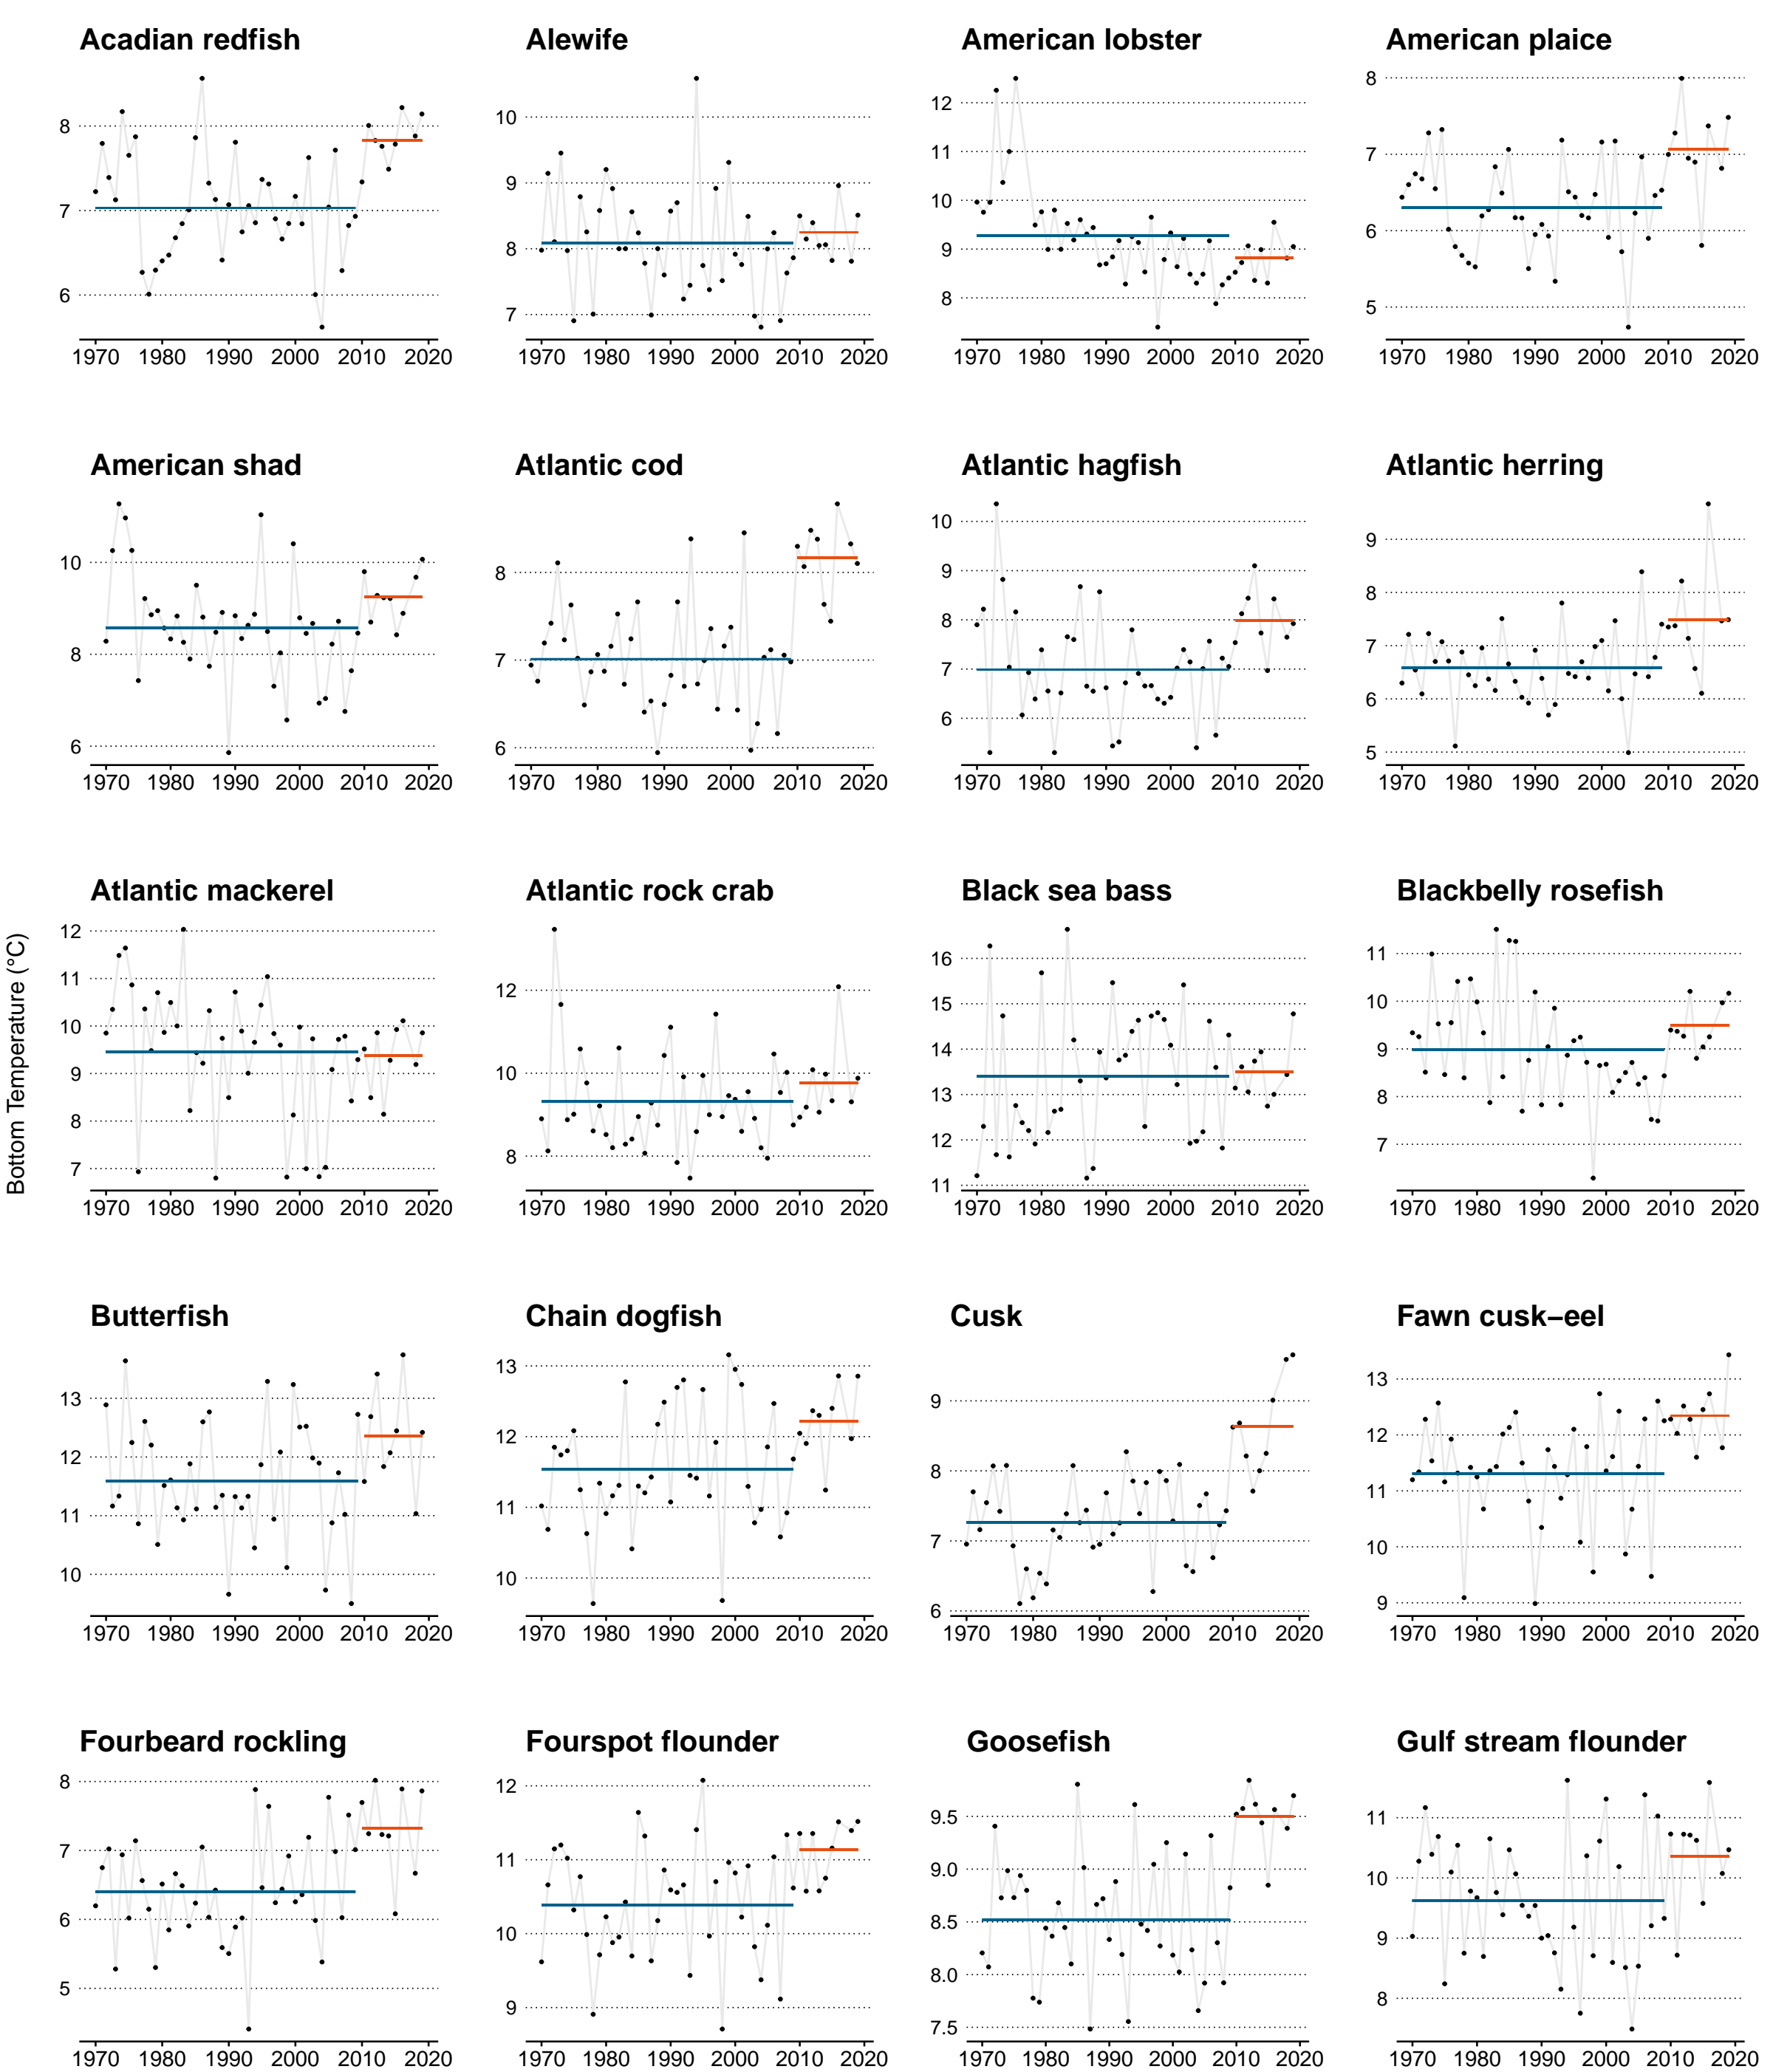 Acadian redfish Alewife American lobster American plaice
8 7 6 10 9 8 7 12 11 10 9 8 8 7 6 5
1970 1980 1990 2000 2010 2020 1970 1980 1990 2000 2010 2020 1970 1980 1990 2000 2010 2020 1970 1980 1990 2000 2010 2020
American shad Atlantic cod Atlantic hagfish Atlantic herring
10 8 6 8 7 6 10 9 8 7 6 9 8 7 6 5
1970 1980 1990 2000 2010 2020 1970 1980 1990 2000 2010 2020 1970 1980 1990 2000 2010 2020 1970 1980 1990 2000 2010 2020
Bottom Temperature (°C)
Atlantic mackerel Atlantic rock crab Black sea bass Blackbelly rosefish
12 11 10 9 8 7 12 10 8 16 15 14 13 12 11 11 10 9 8 7
1970 1980 1990 2000 2010 2020 1970 1980 1990 2000 2010 2020 1970 1980 1990 2000 2010 2020 1970 1980 1990 2000 2010 2020
Butterfish Chain dogfish Cusk Fawn cusk−eel
13 12 11 10 13 12 11 10 9 8 7 6 13 12 11 10 9
1970 1980 1990 2000 2010 2020 1970 1980 1990 2000 2010 2020 1970 1980 1990 2000 2010 2020 1970 1980 1990 2000 2010 2020
Fourbeard rockling Fourspot flounder Goosefish Gulf stream flounder
8 7 6 5 12 11 10 9 9.5 9.0 8.5 8.0 7.5 11 10 9 8
1970 1980 1990 2000 2010 2020 1970 1980 1990 2000 2010 2020 1970 1980 1990 2000 2010 2020 1970 1980 1990 2000 2010 2020